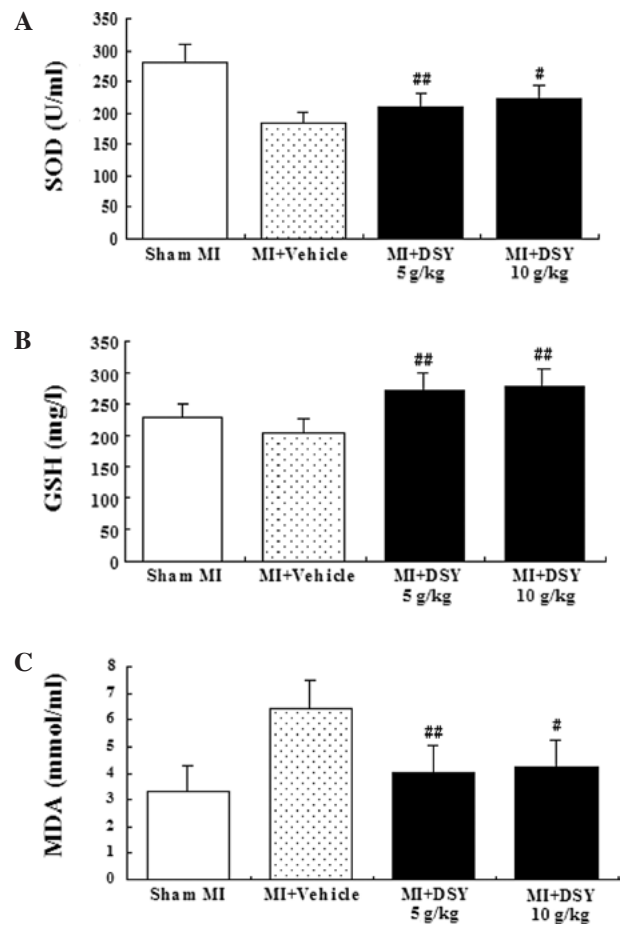 A
SOD (U/ml)
350
300
250
200
150
100
50
0
##
#
Sham MI
MI+Vehicle
MI+DSY
5 g/kg
MI+DSY
10 g/kg
B
GSH (mg/l)
350
300
250
200
150
100
50
0
##
##
Sham MI
MI+Vehicle
MI+DSY
5 g/kg
MI+DSY
10 g/kg
C
MDA (mmol/ml)
8
7
6
5
4
3
2
1
0
##
#
Sham MI
MI+Vehicle
MI+DSY
5 g/kg
MI+DSY
10 g/kg